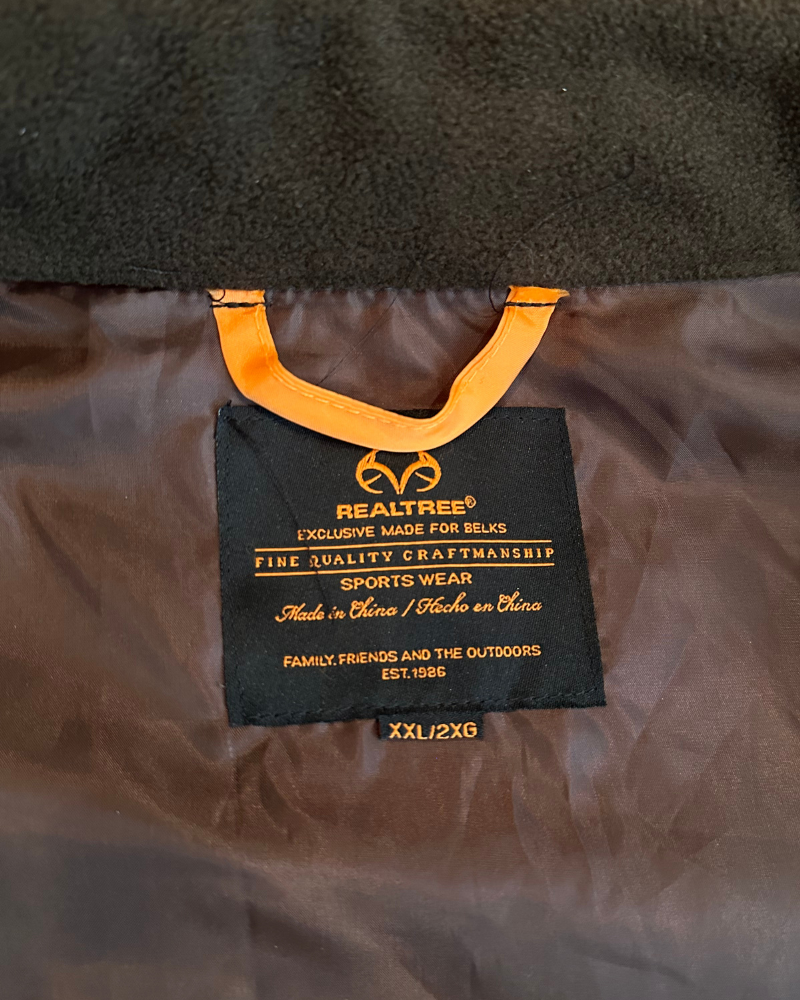 REALTREE®
EXCLUSIVE MADE FOR BELKS
FINE QUALITY CRAFTMANSHIP
SPORTS WEAR
Made in China / Hecho en China
FAMILY. FRIENDS AND THE OUTDOORS
EST.1986
XXL/2XG